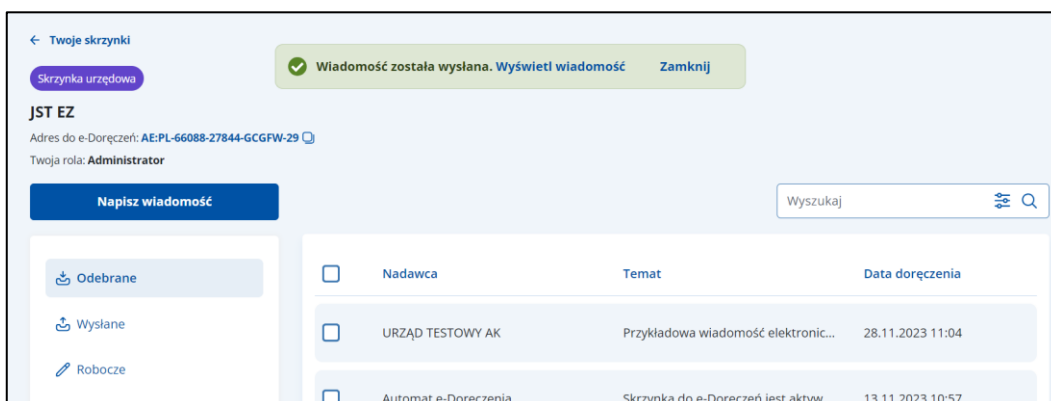 ← Twoje skrzynki
Wiadomość została wysłana. Wyświetl wiadomość Zamknij
Skrzynka urzędowa
JST EZ
Adres do e-Doręczeń: AE:PL-66088-27844-GCGFW-29
Twoja rola: Administrator
Napisz wiadomość
Wyszukaj
Odebrane
Wysłane
Robocze
Nadawca Temat Data doręczenia
URZĄD TESTOWY AK Przykładowa wiadomość elektronic... 28.11.2023 11:04
Automat e-Doręczenia Skrzynka do e-Doręczeń jest aktyw... 13.11.2023 10:57